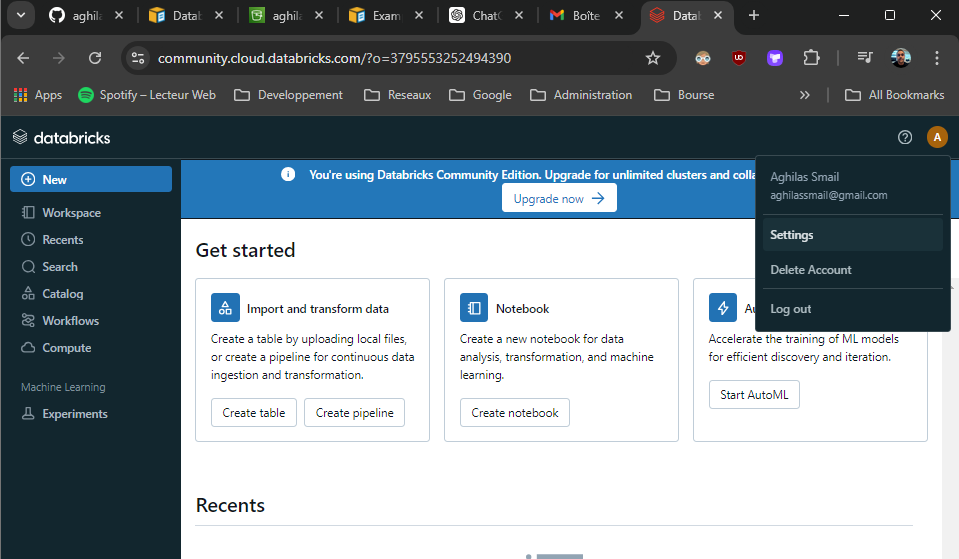 aghila
Datab
aghila
Exam
ChatG
Boîte
Datab
community.cloud.databricks.com/?o=3795553252494390
Apps
Spotify – Lecteur Web
Developpement
Reseaux
Google
Administration
Bourse
All Bookmarks
databricks
A
New
Workspace
Recents
Search
Catalog
Workflows
Compute
Machine Learning
Experiments
You're using Databricks Community Edition. Upgrade for unlimited clusters and colla
Upgrade now
Aghilas Smail
aghilassmail@gmail.com
Settings
Delete Account
Log out
Get started
Import and transform data
Create a table by uploading local files,
or create a pipeline for continuous data
ingestion and transformation.
Create table
Create pipeline
Notebook
Create a new notebook for data
analysis, transformation, and machine
learning.
Create notebook
Accelerate the training of ML models
for efficient discovery and iteration.
Start AutoML
Recents